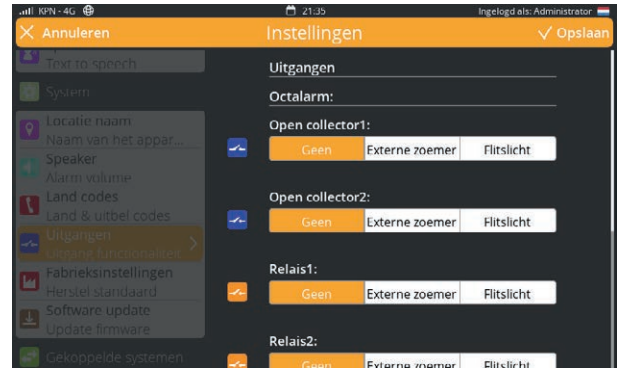 KPN - 4G
21:35
Ingelogd als: Administrator
Annuleren
Instellingen
Opslaan
Text to speech
System
Locatie naam
Naam van het appar...
Speaker
Alarm volume
Land codes
Land & uitbel codes
Uitgangen
Uitgang functionaliteit
Fabrieksinstellingen
Herstel standaard
Software update
Update firmware
Gekoppelde systemen
Uitgangen
Octalarm:
Open collector1:
Geen
Externe zoemer
Flitslicht
Open collector2:
Geen
Externe zoemer
Flitslicht
Relais1:
Geen
Externe zoemer
Flitslicht
Relais2:
Geen
Externe zoemer
Flitslicht